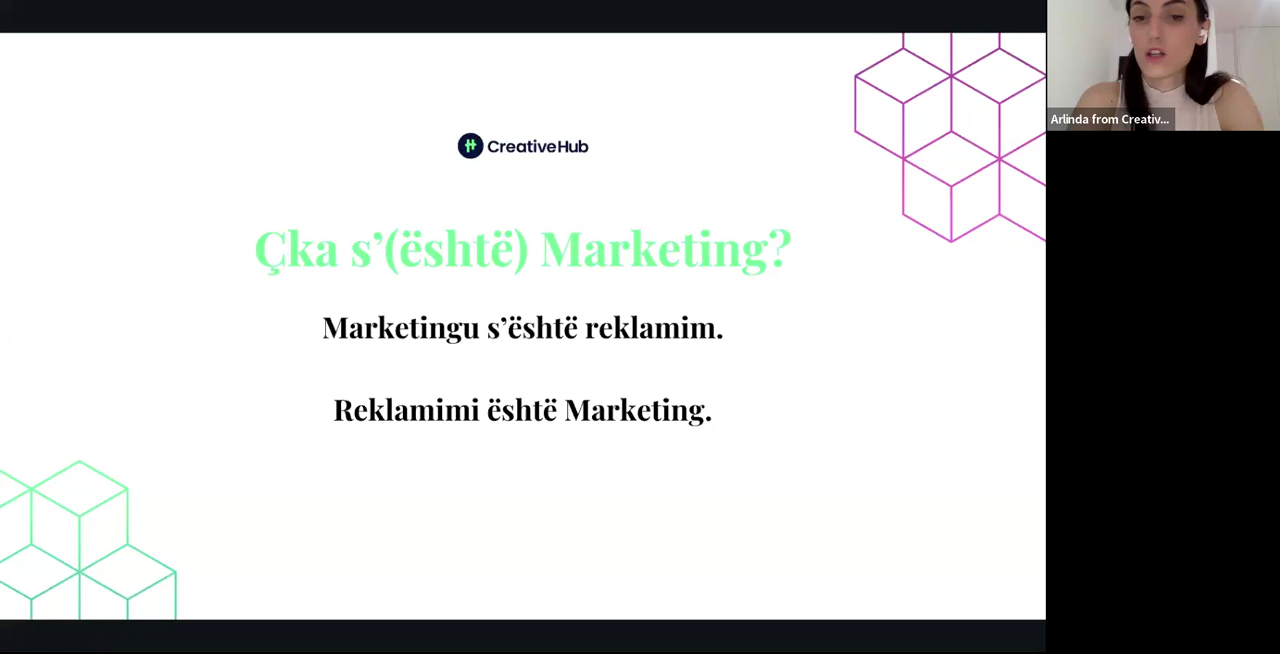 CreativeHub
Çka s’(është) Marketing?
Marketingu s’është reklamim.
Reklamimi është Marketing.
Arlinda from Creativ...